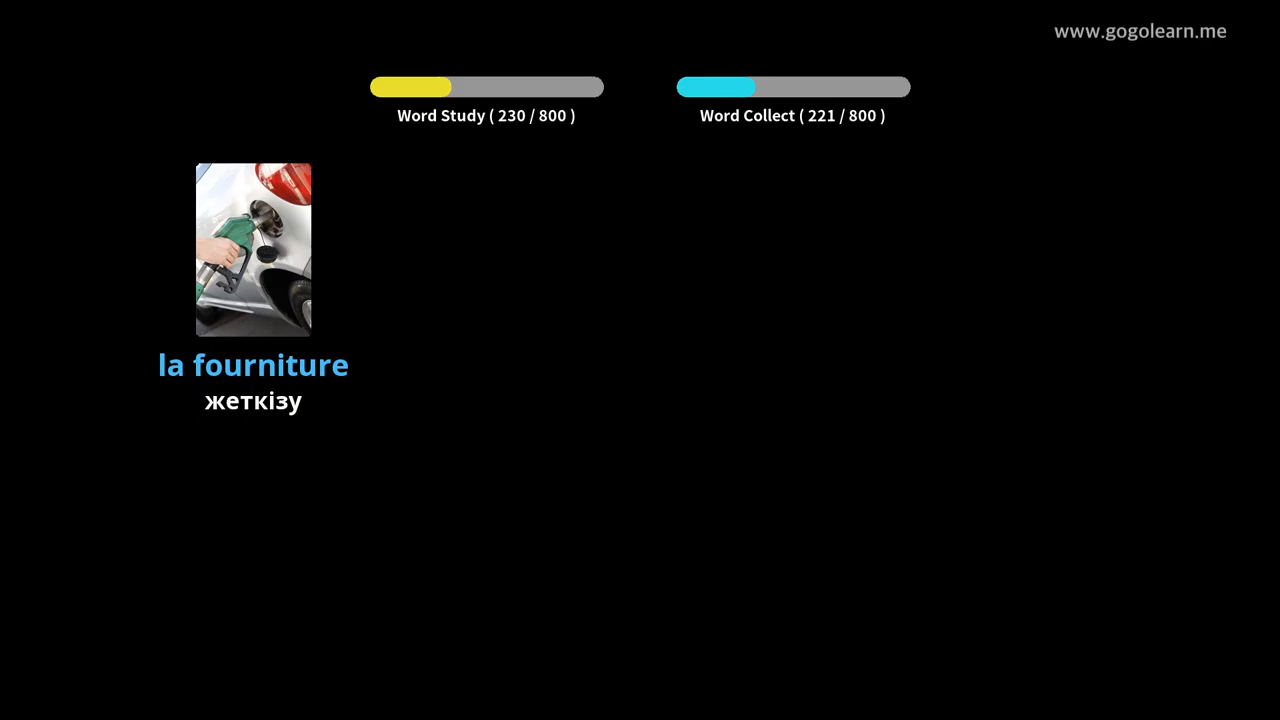 www.gogolearn.me
Word Study ( 230 / 800 )
Word Collect ( 221 / 800 )
la fourniture
жеткізу